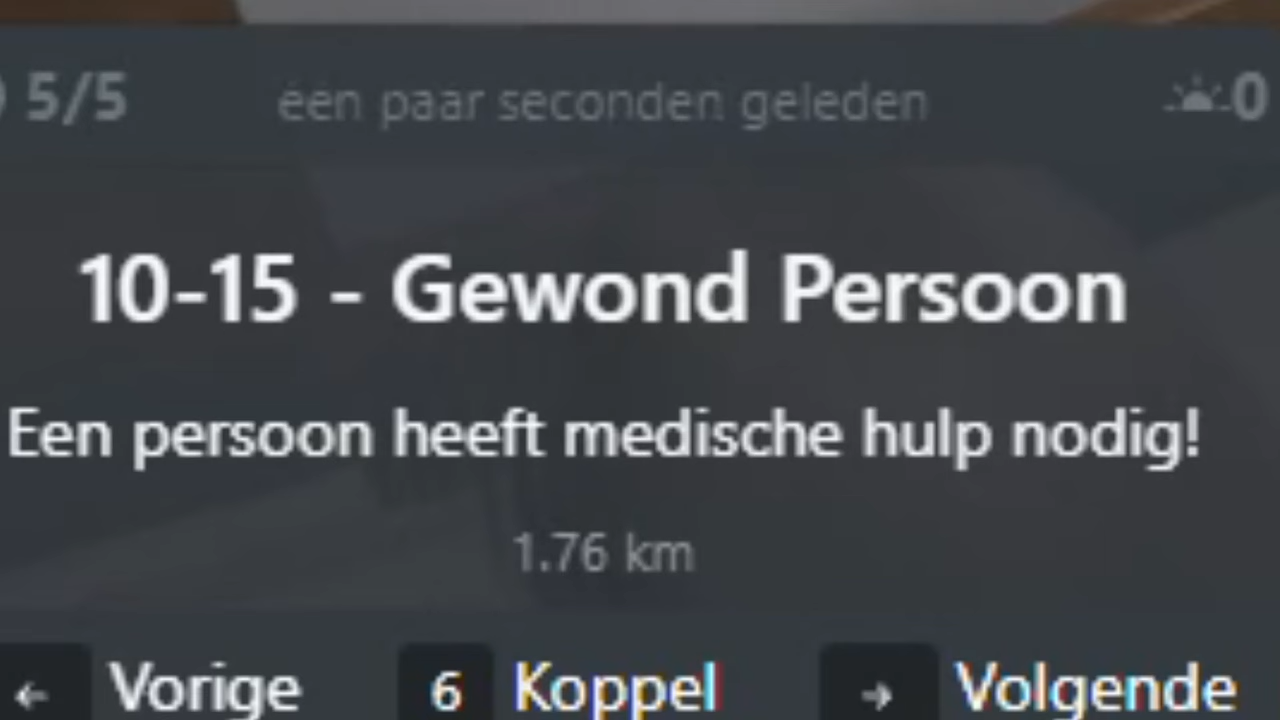 5/5 één paar seconden geleden 0
10-15 - Gewond Persoon
Een persoon heeft medische hulp nodig!
1.76 km
← Vorige 6 Koppel → Volgende